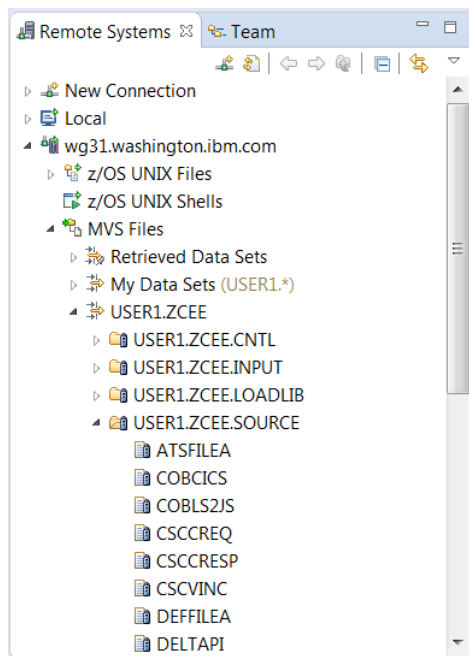 Remote Systems Team
New Connection
Local
wg31.washington.ibm.com
z/OS UNIX Files
z/OS UNIX Shells
MVS Files
Retrieved Data Sets
My Data Sets (USER1.*)
USER1.ZCEE
USER1.ZCEE.CNTL
USER1.ZCEE.INPUT
USER1.ZCEE.LOADLIB
USER1.ZCEE.SOURCE
ATSFILEA
COBCICS
COBLS2JS
CSCCREQ
CSCCRESP
CSCVINC
DEFFILEA
DELTAPI